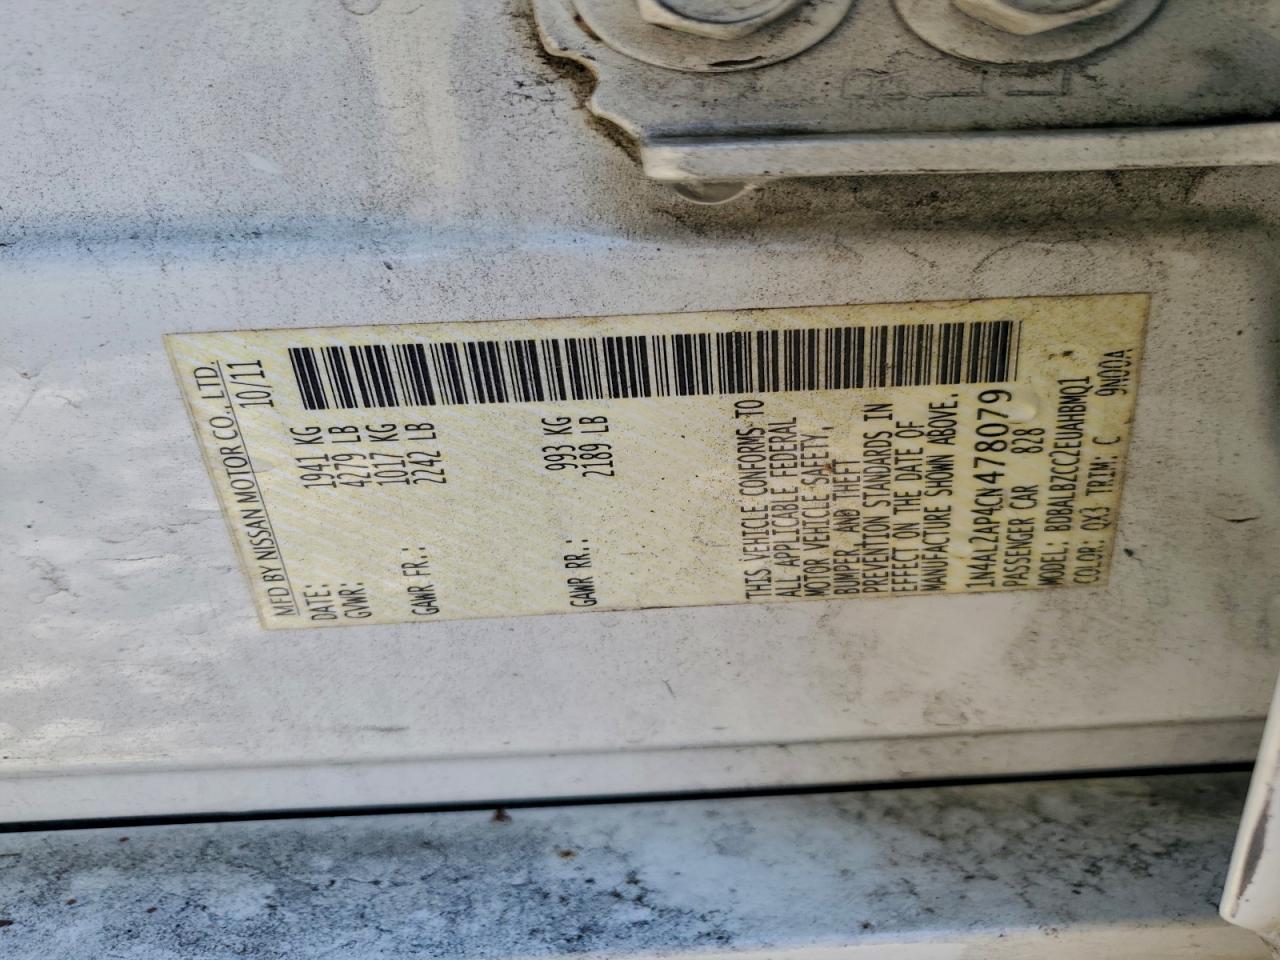 MFD BY NISSAN MOTOR CO., LTD.
DATE: 10/11
GVWR: 1941 KG
4279 LB
GAWR FR.: 1017 KG
2242 LB
GAWR RR.: 993 KG
2189 LB
THIS VEHICLE CONFORMS TO
ALL APPLICABLE FEDERAL
MOTOR VEHICLE SAFETY,
BUMPER, AND THEFT
PREVENTION STANDARDS IN
EFFECT ON THE DATE OF
MANUFACTURE SHOWN ABOVE.
1N4AL2AP4CN478079
PASSENGER CAR 828
MODEL: BDBALBZCC2EUAHBMQ1
COLOR: QX3 TRIM: C 9N00A